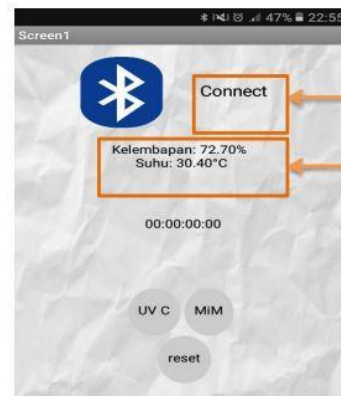 47% 22:55
Screen1
Connect
Kelembapan: 72.70%
Suhu: 30.40°C
00:00:00:00
UV C
MiM
reset